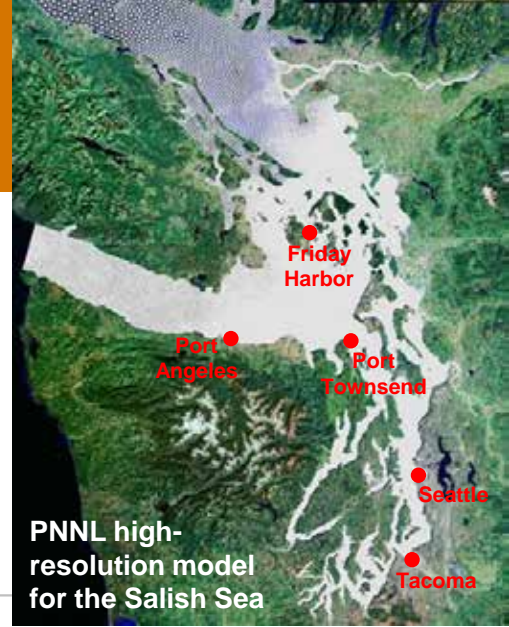 Friday
Harbor
Port
Angeles
Port
Townsend
Seattle
Tacoma
PNNL high-
resolution model
for the Salish Sea